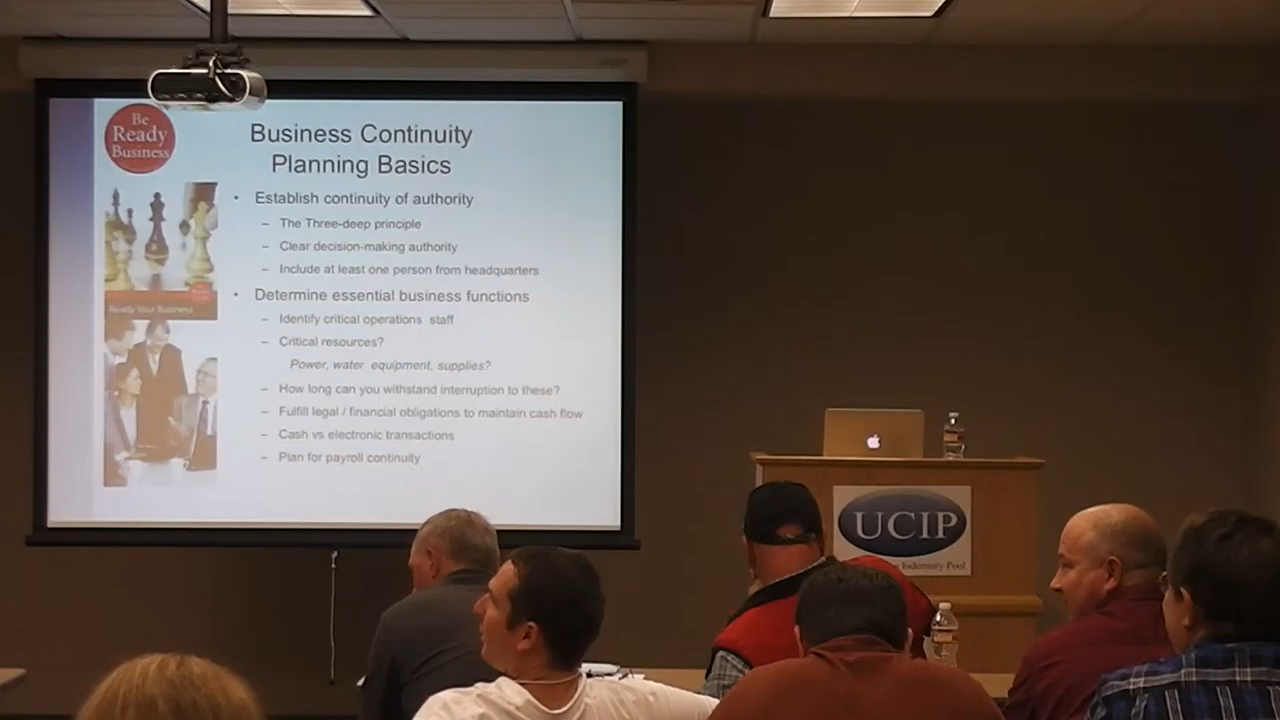 Be
Ready
Business
Business Continuity
Planning Basics
• Establish continuity of authority
– The Three-deep principle
– Clear decision-making authority
– Include at least one person from headquarters
• Determine essential business functions
– Identify critical operations staff
– Critical resources?
Power, water equipment, supplies?
– How long can you withstand interruption to these?
– Fulfill legal / financial obligations to maintain cash flow
– Cash vs electronic transactions
– Plan for payroll continuity
Ready Your Business
UCIP
Indemnity Pool